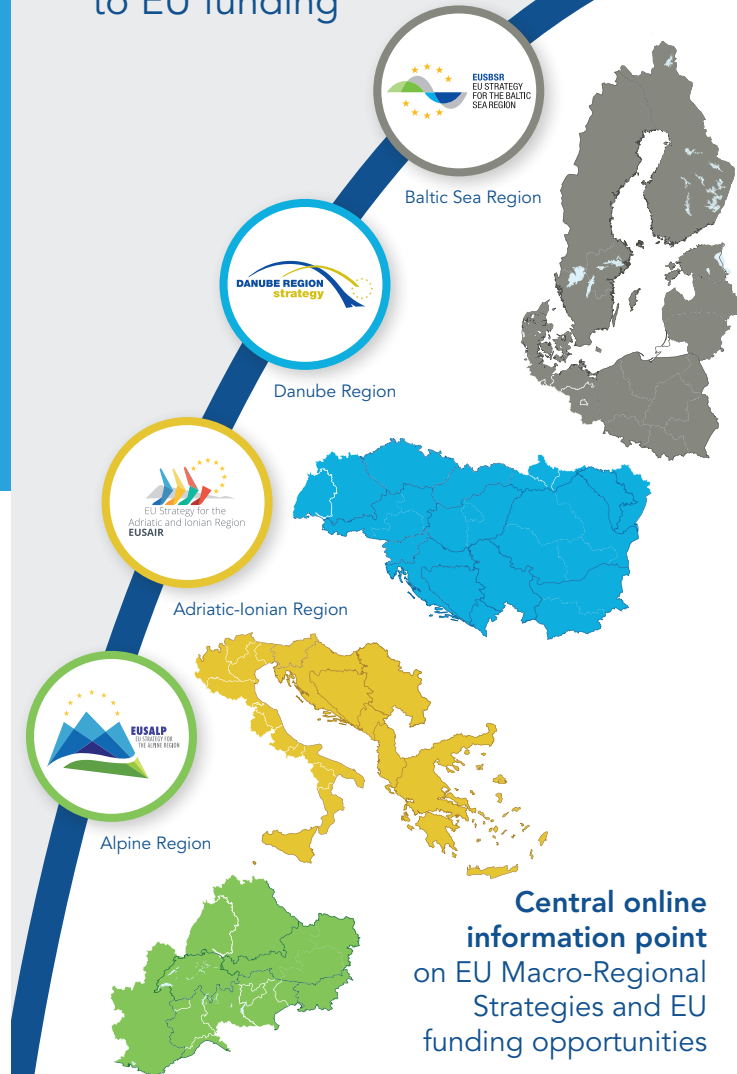 to EU funding
EUSBSR
EU STRATEGY
FOR THE BALTIC
SEA REGION
Baltic Sea Region
DANUBE REGION
strategy
Danube Region
EU Strategy for the
Adriatic and Ionian Region
EUSAIR
Adriatic-Ionian Region
EUSALP
EU STRATEGY FOR
THE ALPINE REGION
Alpine Region
Central online
information point
on EU Macro-Regional
Strategies and EU
funding opportunities